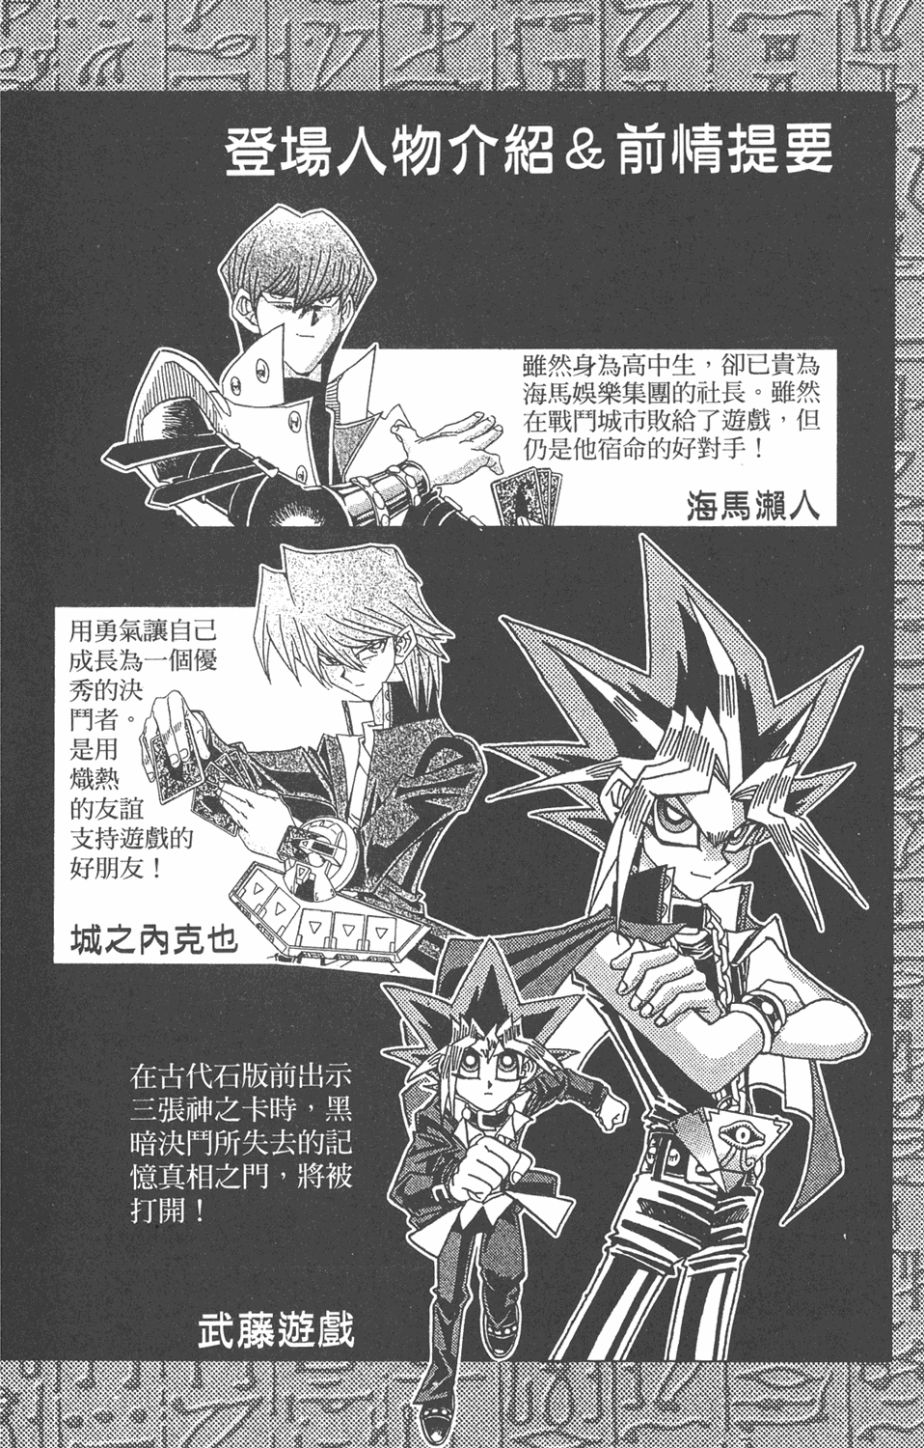 登場人物介紹＆前情提要
雖然身為高中生，卻已貴為
海馬娛樂集團的社長。雖然
在戰鬥城市敗給了遊戲，但
仍是他宿命的好對手！
海馬瀨人
用勇氣讓自己
成長為一個優
秀的決
鬥者。
是用
熾熱
的友誼
支持遊戲的
好朋友！
城之內克也
在古代石版前出示
三張神之卡時，黑
暗決鬥所失去的記
憶真相之門，將被
打開！
武藤遊戲